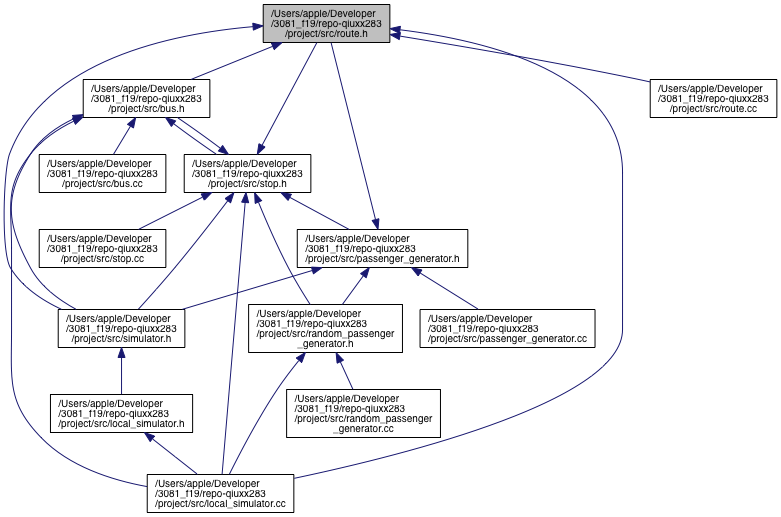 /Users/apple/Developer
/3081_f19/repo-qiuxx283
/project/src/route.h
/Users/apple/Developer
/3081_f19/repo-qiuxx283
/project/src/bus.h
/Users/apple/Developer
/3081_f19/repo-qiuxx283
/project/src/route.cc
/Users/apple/Developer
/3081_f19/repo-qiuxx283
/project/src/bus.cc
/Users/apple/Developer
/3081_f19/repo-qiuxx283
/project/src/stop.h
/Users/apple/Developer
/3081_f19/repo-qiuxx283
/project/src/stop.cc
/Users/apple/Developer
/3081_f19/repo-qiuxx283
/project/src/passenger_generator.h
/Users/apple/Developer
/3081_f19/repo-qiuxx283
/project/src/simulator.h
/Users/apple/Developer
/3081_f19/repo-qiuxx283
/project/src/random_passenger
_generator.h
/Users/apple/Developer
/3081_f19/repo-qiuxx283
/project/src/passenger_generator.cc
/Users/apple/Developer
/3081_f19/repo-qiuxx283
/project/src/local_simulator.h
/Users/apple/Developer
/3081_f19/repo-qiuxx283
/project/src/random_passenger
_generator.cc
/Users/apple/Developer
/3081_f19/repo-qiuxx283
/project/src/local_simulator.cc